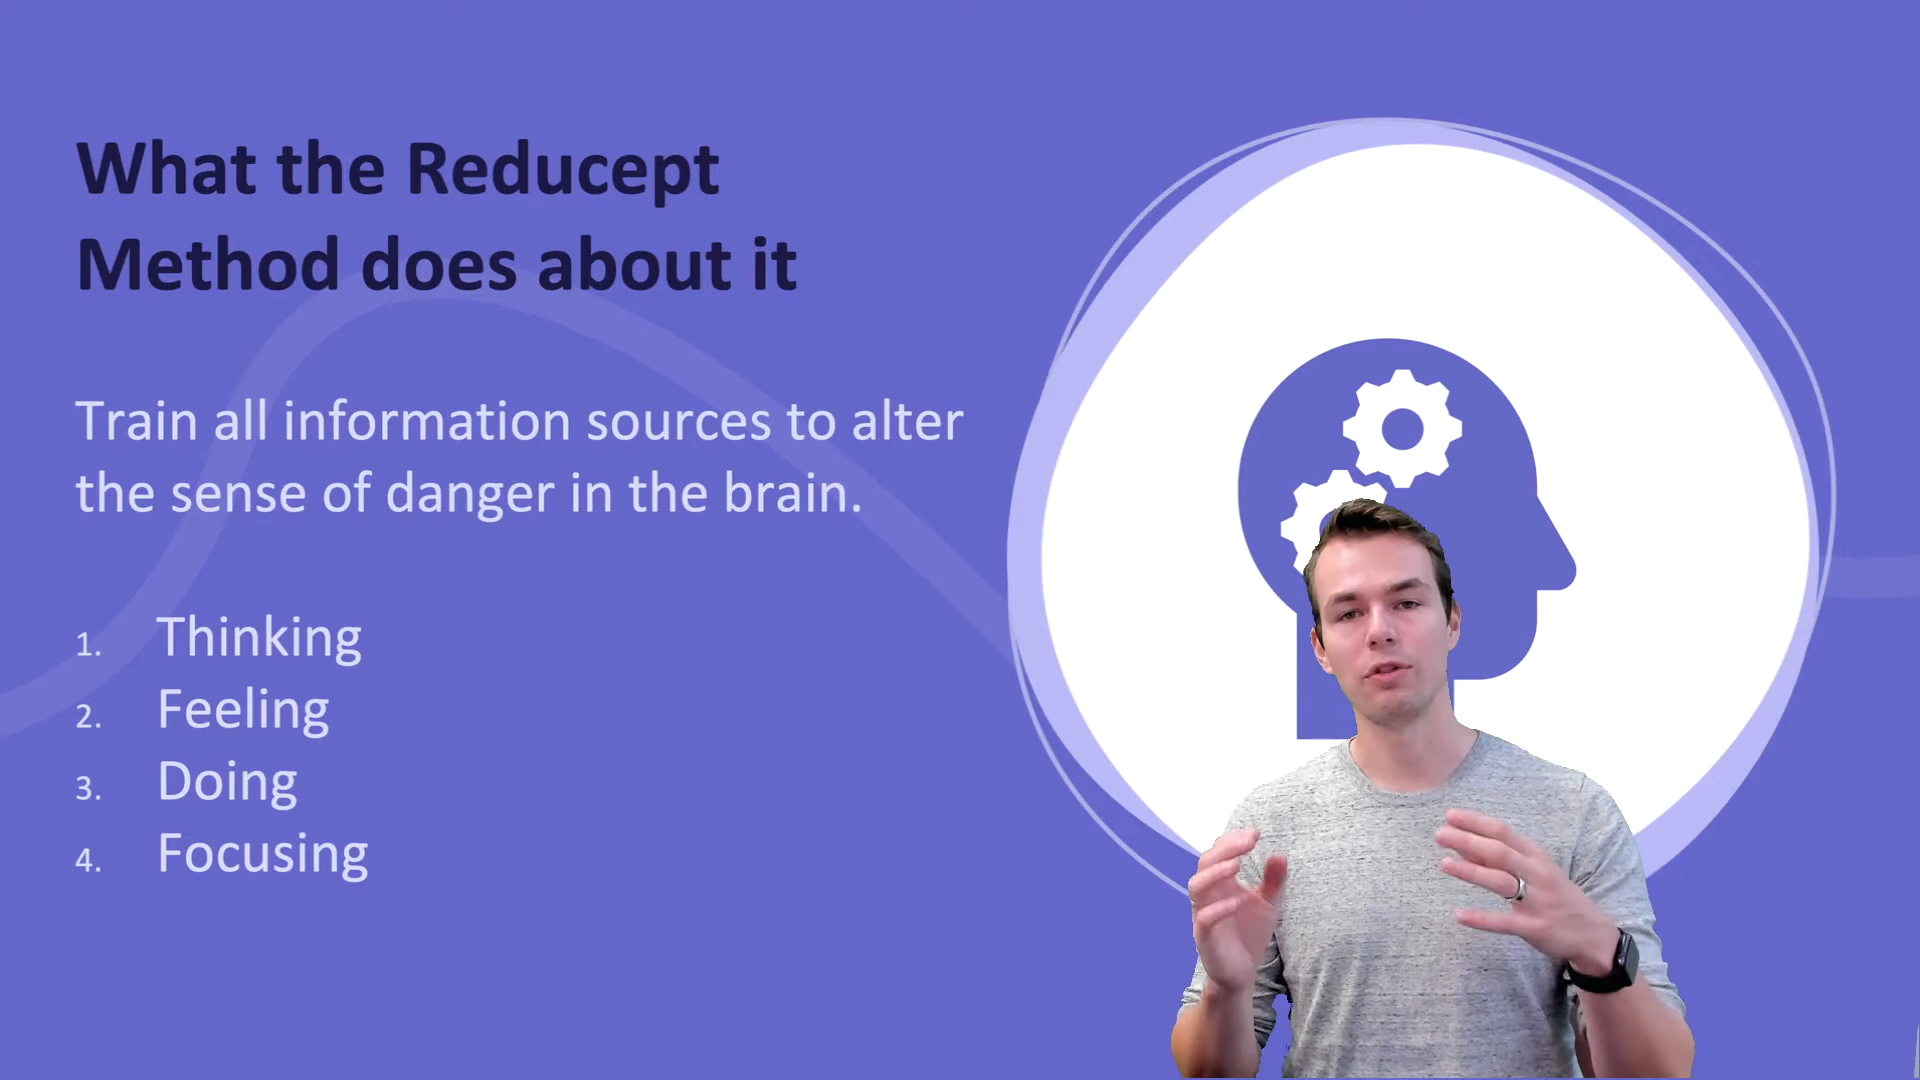 What the Reducept
Method does about it
Train all information sources to alter
the sense of danger in the brain.
1. Thinking
2. Feeling
3. Doing
4. Focusing